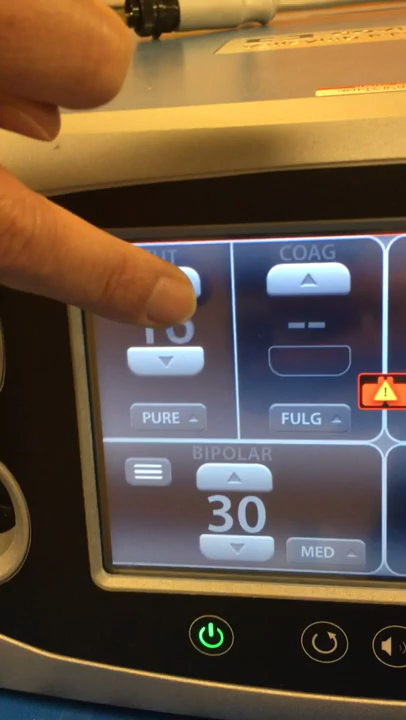 COAG
--
PURE
FULG
BIPOLAR
30
MED